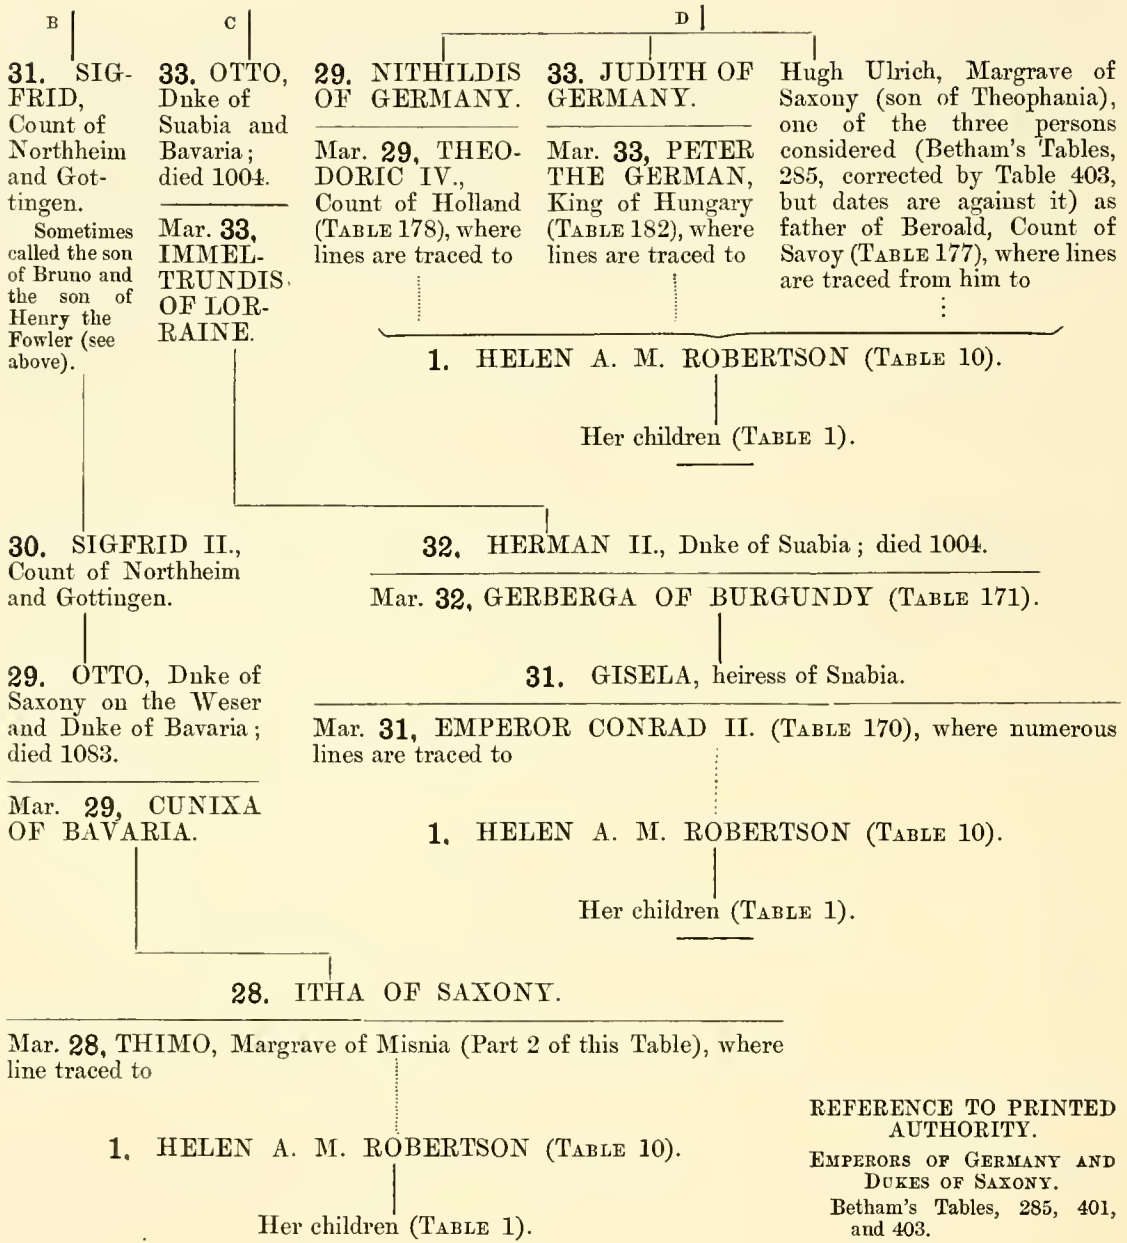 B
C
D
31. SIG-
FRID,
Count of
Northheim
and Got-
tingen.
Sometimes
called the son
of Bruno and
the son of
Henry the
Fowler (see
above).
33. OTTO,
Duke of
Suabia and
Bavaria;
died 1004.
Mar. 33,
IMMEL-
TRUNDIS
OF LOR-
RAINE.
29. NITHILDIS
OF GERMANY.
Mar. 29, THEO-
DORIC IV.,
Count of Holland
(TABLE 178), where
lines are traced to
33. JUDITH OF
GERMANY.
Mar. 33, PETER
THE GERMAN,
King of Hungary
(TABLE 182), where
lines are traced to
Hugh Ulrich, Margrave of
Saxony (son of Theophania),
one of the three persons
considered (Betham's Tables,
285, corrected by Table 403,
but dates are against it) as
father of Beroald, Count of
Savoy (TABLE 177), where lines
are traced from him to
1. HELEN A. M. ROBERTSON (TABLE 10).
Her children (TABLE 1).
30. SIGFRID II.,
Count of Northheim
and Gottingen.
32. HERMAN II., Duke of Suabia; died 1004.
Mar. 32, GERBERGA OF BURGUNDY (TABLE 171).
29. OTTO, Duke of
Saxony on the Weser
and Duke of Bavaria;
died 1083.
Mar. 29, CUNIXA
OF BAVARIA.
31. GISELA, heiress of Suabia.
Mar. 31, EMPEROR CONRAD II. (TABLE 170), where numerous
lines are traced to
1. HELEN A. M. ROBERTSON (TABLE 10).
Her children (TABLE 1).
28. ITHA OF SAXONY.
Mar. 28, THIMO, Margrave of Misnia (Part 2 of this Table), where
line traced to
1. HELEN A. M. ROBERTSON (TABLE 10).
Her children (TABLE 1).
REFERENCE TO PRINTED
AUTHORITY.
EMPERORS OF GERMANY AND
DUKES OF SAXONY.
Betham's Tables, 285, 401,
and 403.